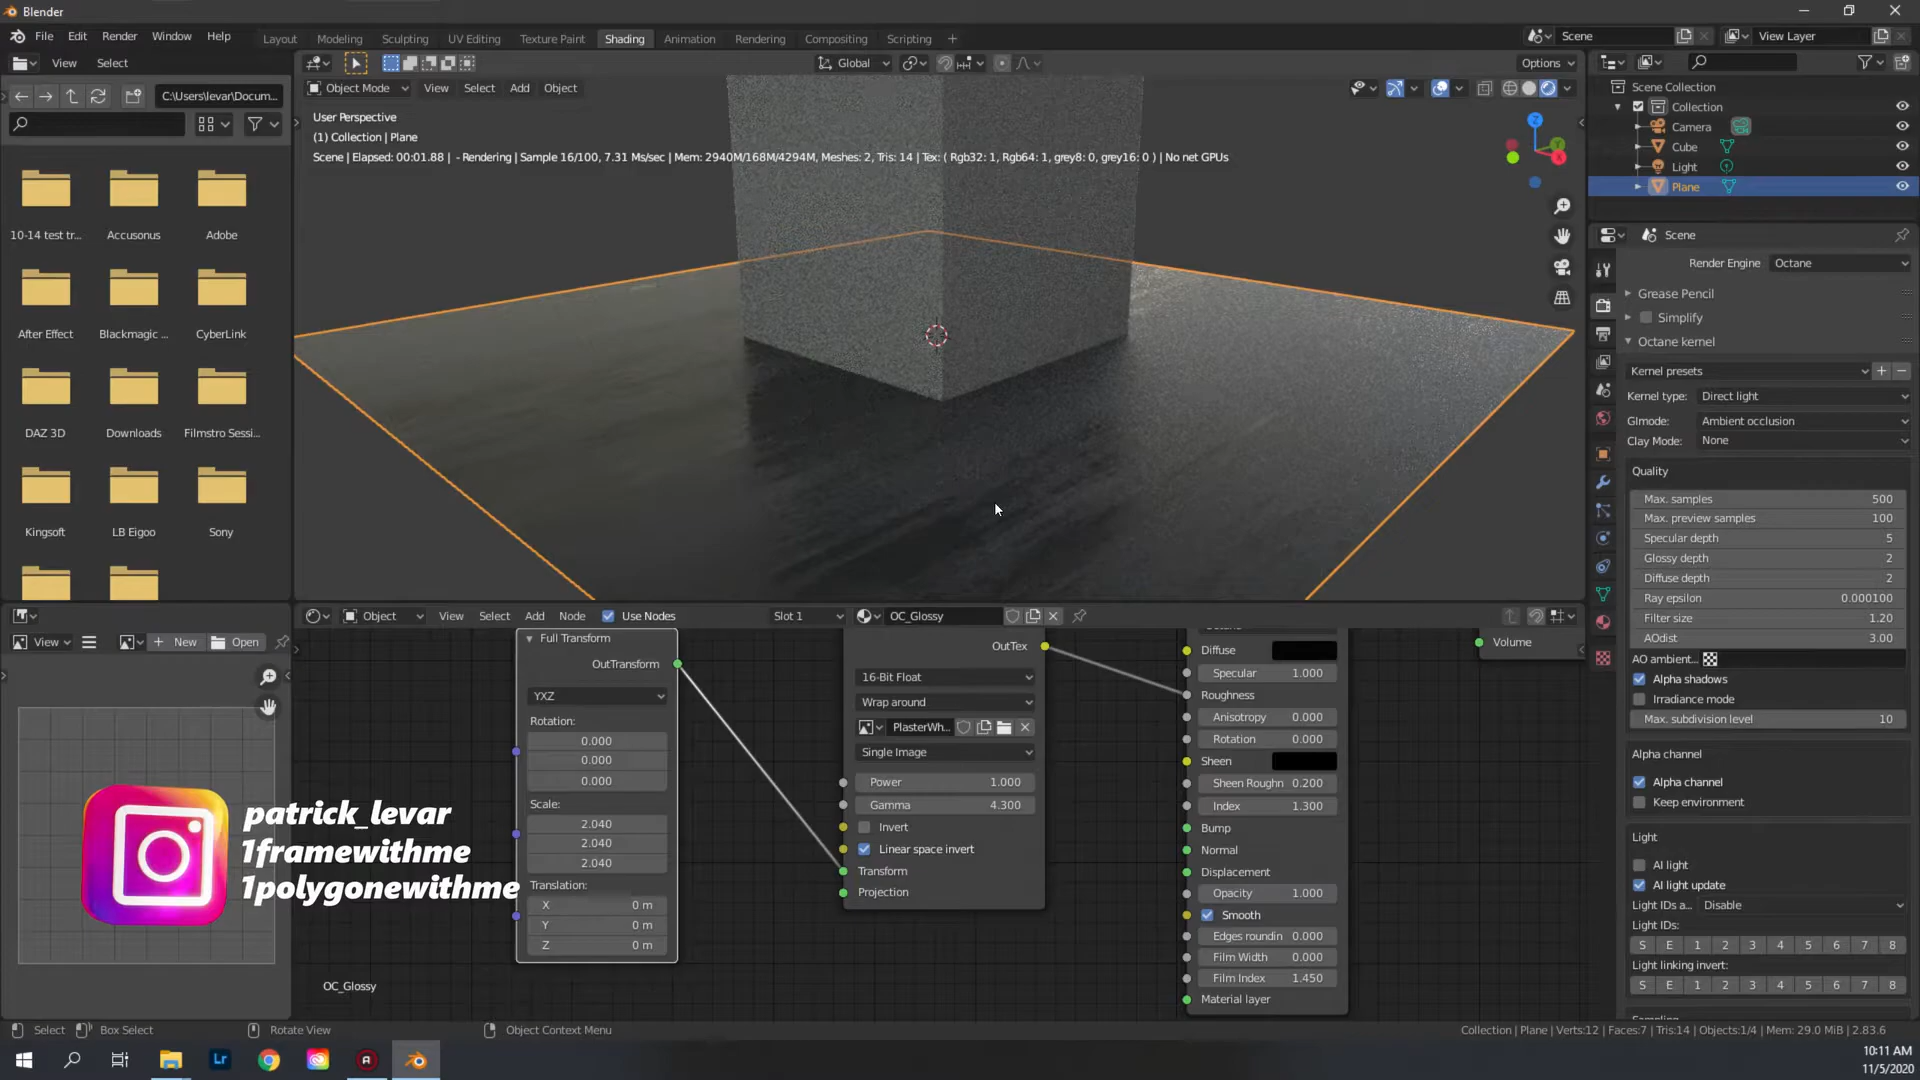 Blender
File Edit Render Window Help
Layout Modeling Sculpting UV Editing Texture Paint Shading Animation Rendering Compositing Scripting
Scene
View Layer
View Select
Global
Options
C:\Users\levar\Docum...
Object Mode View Select Add Object
User Perspective
(1) Collection | Plane
Scene | Elapsed: 00:01.88 | - Rendering | Sample 16/100, 7.31 Ms/sec | Mem: 2940M/168M/4294M, Meshes: 2, Tris: 14 | Tex: ( Rgb32: 1, Rgb64: 1, grey8: 0, grey16: 0 ) | No net GPUs
10-14 test tr... Accusonus Adobe
After Effect Blackmagic ... CyberLink
DAZ 3D Downloads Filmstro Sessi...
Kingsoft LB Eigoo Sony
Scene Collection
Collection
Camera
Cube
Light
Plane
Scene
Render Engine Octane
Grease Pencil
Simplify
Octane kernel
Kernel presets
Kernel type: Direct light
GImode: Ambient occlusion
Clay Mode: None
Quality
Max. samples 500
Max. preview samples 100
Specular depth 5
Glossy depth 2
Diffuse depth 2
Ray epsilon 0.000100
Filter size 1.20
AOdist 3.00
AO ambient...
Alpha shadows
Irradiance mode
Max. subdivision level 10
Alpha channel
Alpha channel
Keep environment
Light
AI light
AI light update
Light IDs a... Disable
Light IDs:
S E 1 2 3 4 5 6 7 8
Light linking invert:
S E 1 2 3 4 5 6 7 8
View New Open
Object View Select Add Node Use Nodes Slot 1 OC_Glossy
Full Transform
OutTransform
YXZ
Rotation:
0.000
0.000
0.000
Scale:
2.040
2.040
2.040
Translation:
X 0 m
Y 0 m
Z 0 m
OutTex
16-Bit Float
Wrap around
PlasterWh...
Single Image
Power 1.000
Gamma 4.300
Invert
Linear space invert
Transform
Projection
Diffuse
Specular 1.000
Roughness
Anisotropy 0.000
Rotation 0.000
Sheen
Sheen Roughn 0.200
Index 1.300
Bump
Normal
Displacement
Opacity 1.000
Smooth
Edges roundin 0.000
Film Width 0.000
Film Index 1.450
Material layer
Volume
patrick_levar
1framewithme
1polygonewithme
OC_Glossy
Select Box Select Rotate View Object Context Menu
Collection | Plane | Verts:12 | Faces:7 | Tris:14 | Objects:1/4 | Mem: 29.0 MiB | 2.83.6
Lr
10:11 AM
11/5/2020